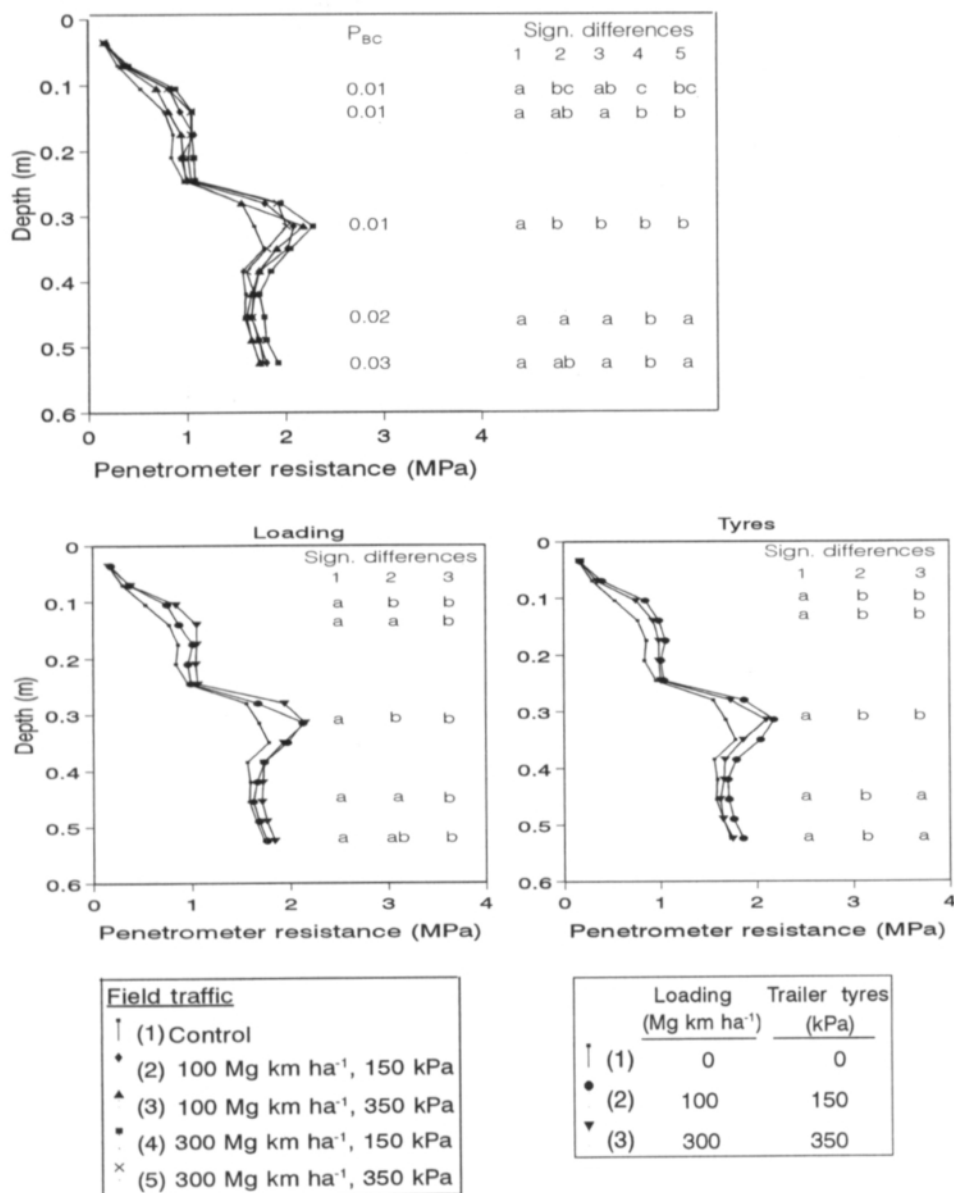 0
P_BC Sign. differences
1 2 3 4 5
0.1 0.01 a bc ab c bc
0.01 a ab a b b
0.2
Depth (m)
0.3 0.01 a b b b b
0.4
0.02 a a a b a
0.5 0.03 a ab a b a
0.6
0 1 2 3 4
Penetrometer resistance (MPa)
Loading
0 Sign. differences
1 2 3
0.1 a b b
a a b
0.2
Depth (m)
0.3 a b b
0.4
a a b
0.5 a ab b
0.6
0 1 2 3 4
Penetrometer resistance (MPa)
Tyres
0 Sign. differences
1 2 3
0.1 a b b
a b b
0.2
0.3 a b b
0.4
a b a
0.5 a b a
0.6
0 1 2 3 4
Penetrometer resistance (MPa)
Field traffic
(1) Control
(2) 100 Mg km ha⁻¹, 150 kPa
(3) 100 Mg km ha⁻¹, 350 kPa
(4) 300 Mg km ha⁻¹, 150 kPa
(5) 300 Mg km ha⁻¹, 350 kPa
Loading Trailer tyres
(Mg km ha⁻¹) (kPa)
(1) 0 0
(2) 100 150
(3) 300 350